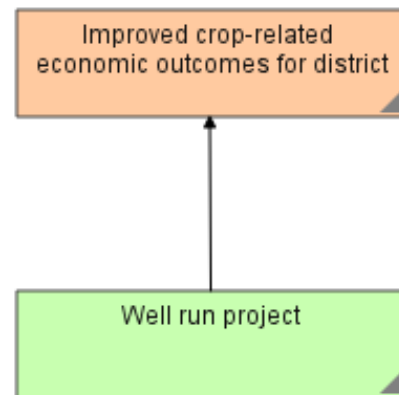 Improved crop-related
economic outcomes for district
Well run project